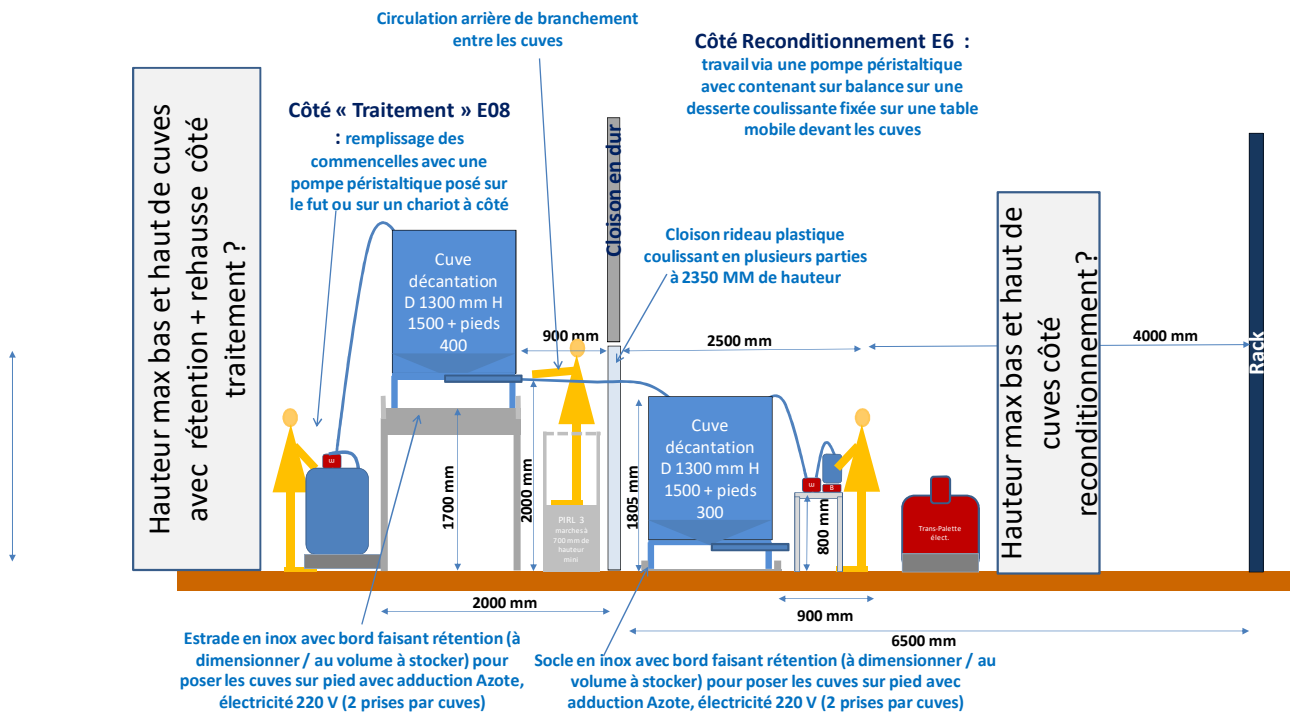 Circulation arrière de branchement
entre les cuves
Côté Reconditionnement E6 :
travail via une pompe péristaltique
avec contenant sur balance sur une
desserte coulissante fixée sur une table
mobile devant les cuves
Côté « Traitement » E08
: remplissage des
commencelles avec une
pompe péristaltique posé sur
le fut ou sur un chariot à côté
Hauteur max bas et haut de cuves
avec rétention + rehausse côté
traitement ?
Cloison en dur
Cloison rideau plastique
coulissant en plusieurs parties
à 2350 MM de hauteur
Hauteur max bas et haut de
cuves côté
reconditionnement ?
Rack
Cuve
décantation
D 1300 mm H
1500 + pieds
400
900 mm
2500 mm
4000 mm
1700 mm
2000 mm
1805 mm
800 mm
Cuve
décantation
D 1300 mm H
1500 + pieds
300
PIRL 3
marches à
700 mm de
hauteur
mini
B
Trans-Palette
élect.
2000 mm
900 mm
6500 mm
Estrade en inox avec bord faisant rétention (à
dimensionner / au volume à stocker) pour
poser les cuves sur pied avec adduction Azote,
électricité 220 V (2 prises par cuves)
Socle en inox avec bord faisant rétention (à dimensionner / au
volume à stocker) pour poser les cuves sur pied avec
adduction Azote, électricité 220 V (2 prises par cuves)